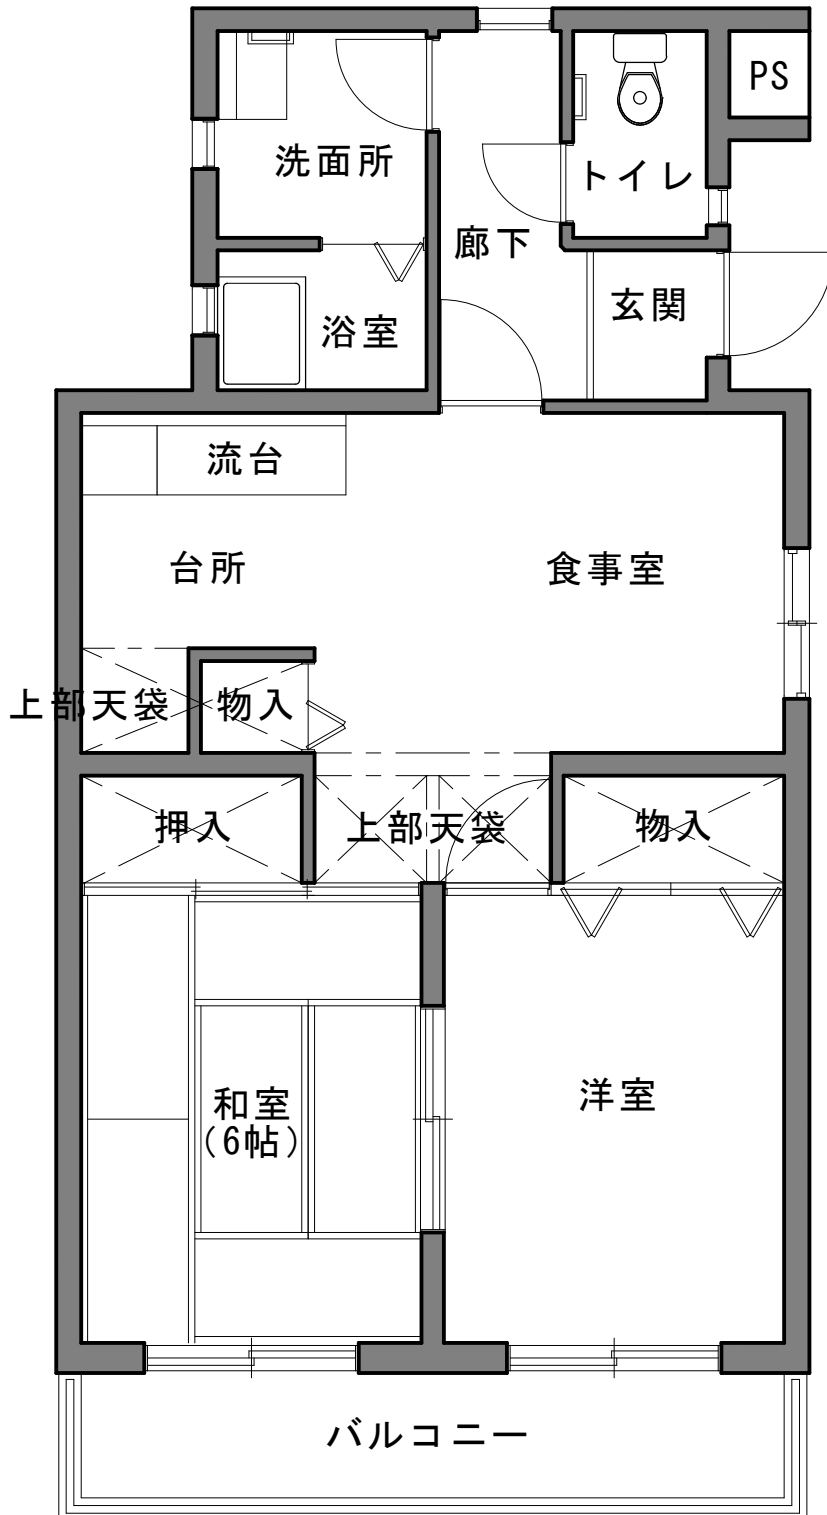 PS
洗面所
トイレ
廊下
玄関
浴室
流台
台所
食事室
上部天袋
物入
押入
上部天袋
物入
和室
(6帖)
洋室
バルコニー